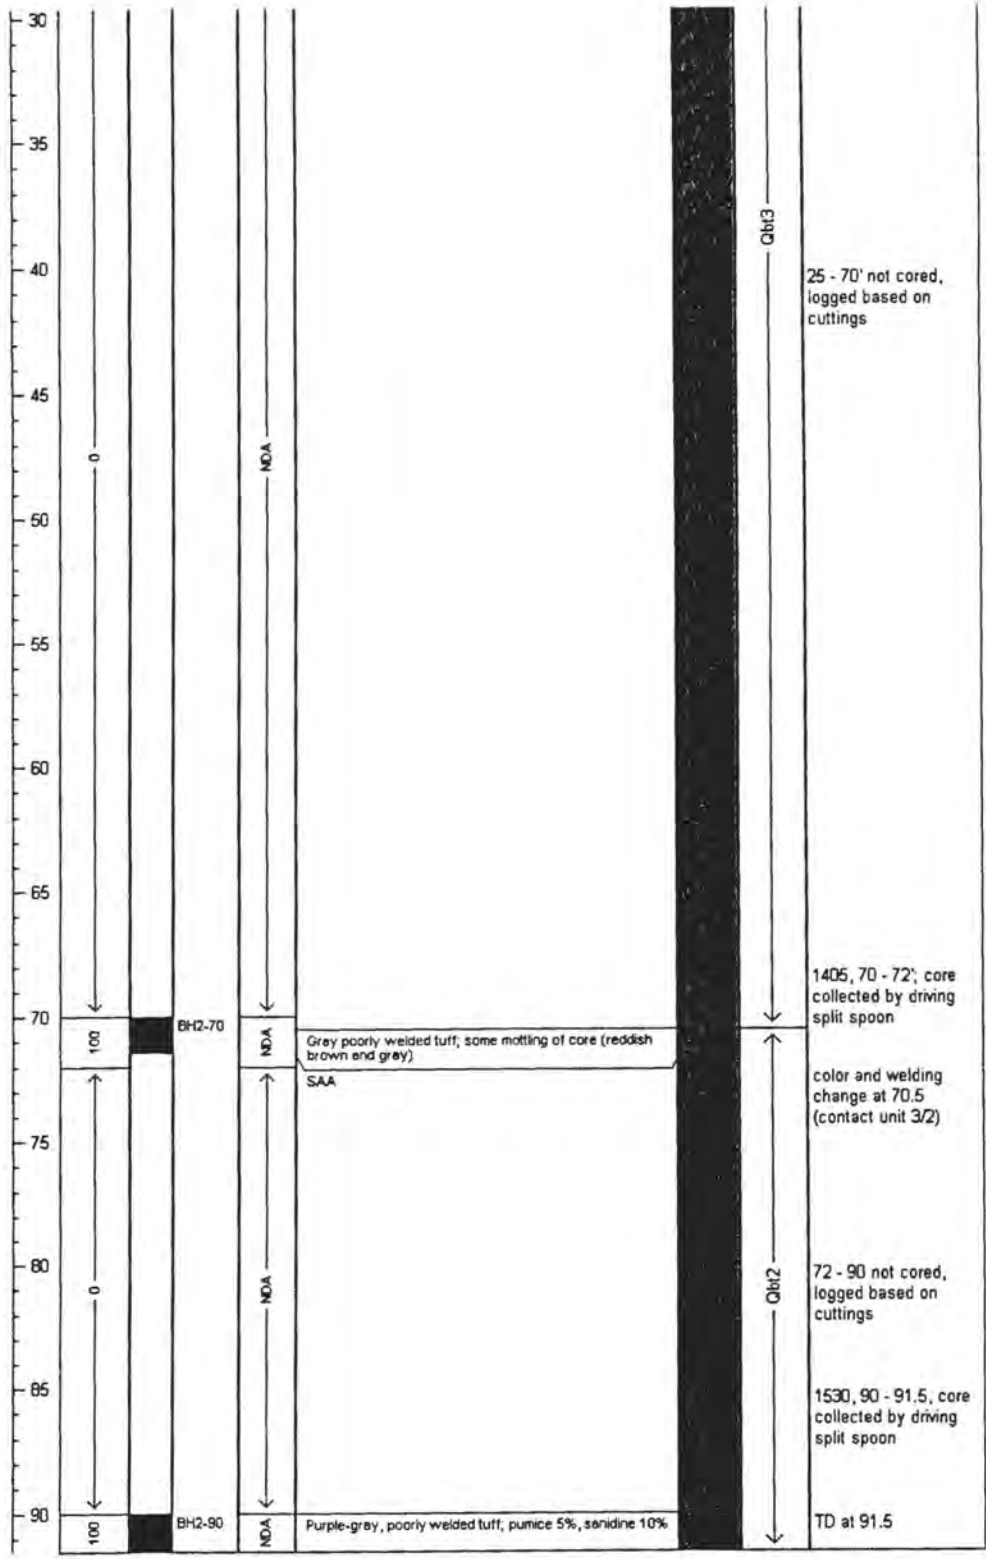 30
35
40
45
50
55
60
65
70
75
80
85
90
0
100
0
100
BH2-70
BH2-90
NDA
NDA
NDA
NDA
Gray poorly welded tuff; some mottling of core (reddish
brown and gray)
SAA
Purple-gray, poorly welded tuff; pumice 5%, sanidine 10%
Qbt3
Qbt2
25 - 70' not cored,
logged based on
cuttings
1405, 70 - 72'; core
collected by driving
split spoon
color and welding
change at 70.5
(contact unit 3/2)
72 - 90 not cored,
logged based on
cuttings
1530, 90 - 91.5, core
collected by driving
split spoon
TD at 91.5